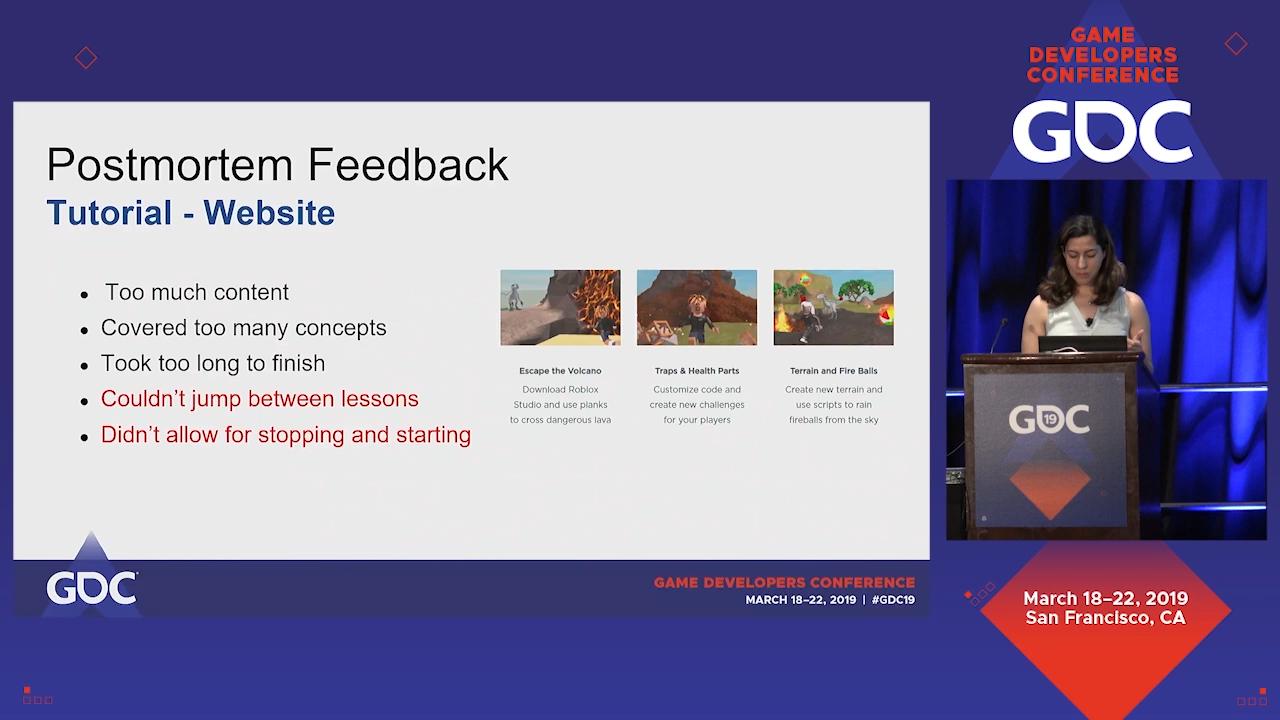 GAME
DEVELOPERS
CONFERENCE
GDC
Postmortem Feedback
Tutorial - Website
Too much content
Covered too many concepts
Took too long to finish
Couldn't jump between lessons
Didn't allow for stopping and starting
Escape the Volcano
Download Roblox
Studio and use planks
to cross dangerous lava
Traps & Health Parts
Customize code and
create new challenges
for your players
Terrain and Fire Balls
Create new terrain and
use scripts to rain
fireballs from the sky
GDC 19
GDC
GAME DEVELOPERS CONFERENCE
MARCH 18–22, 2019 | #GDC19
March 18–22, 2019
San Francisco, CA